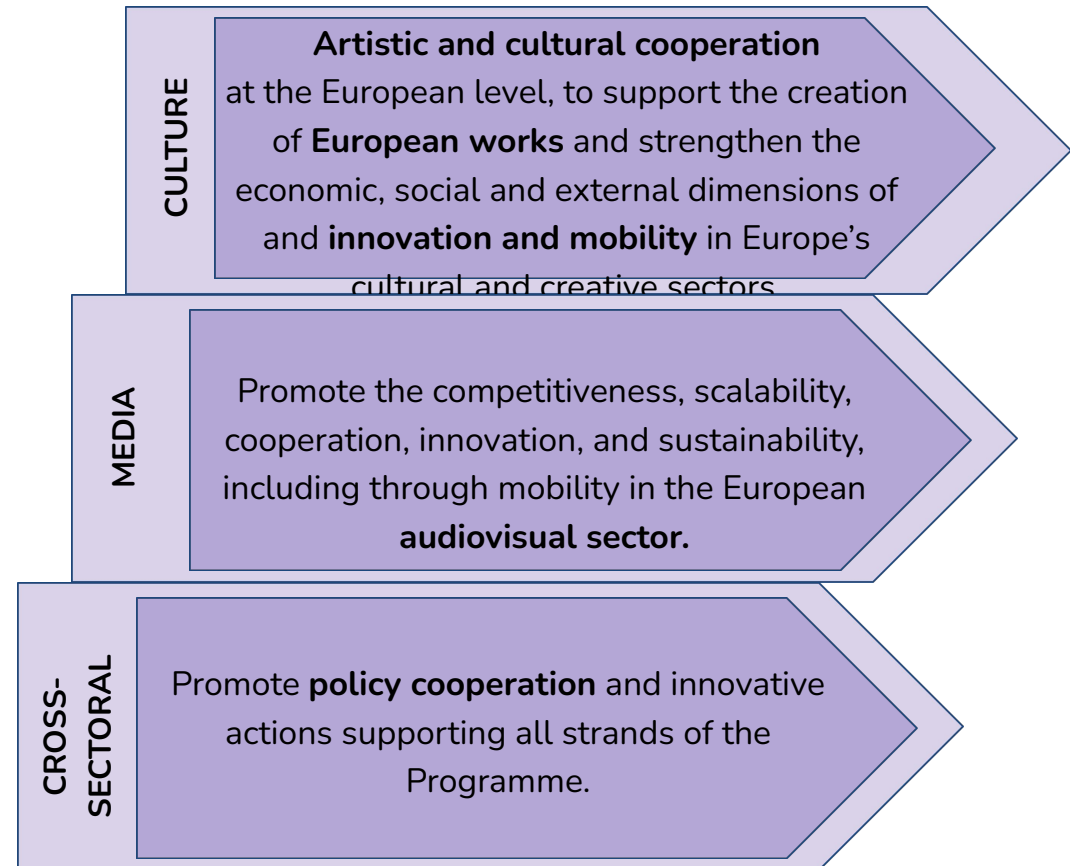 CULTURE
Artistic and cultural cooperation
at the European level, to support the creation
of European works and strengthen the
economic, social and external dimensions of
and innovation and mobility in Europe’s
cultural and creative sectors
MEDIA
Promote the competitiveness, scalability,
cooperation, innovation, and sustainability,
including through mobility in the European
audiovisual sector.
CROSS-
SECTORAL
Promote policy cooperation and innovative
actions supporting all strands of the
Programme.